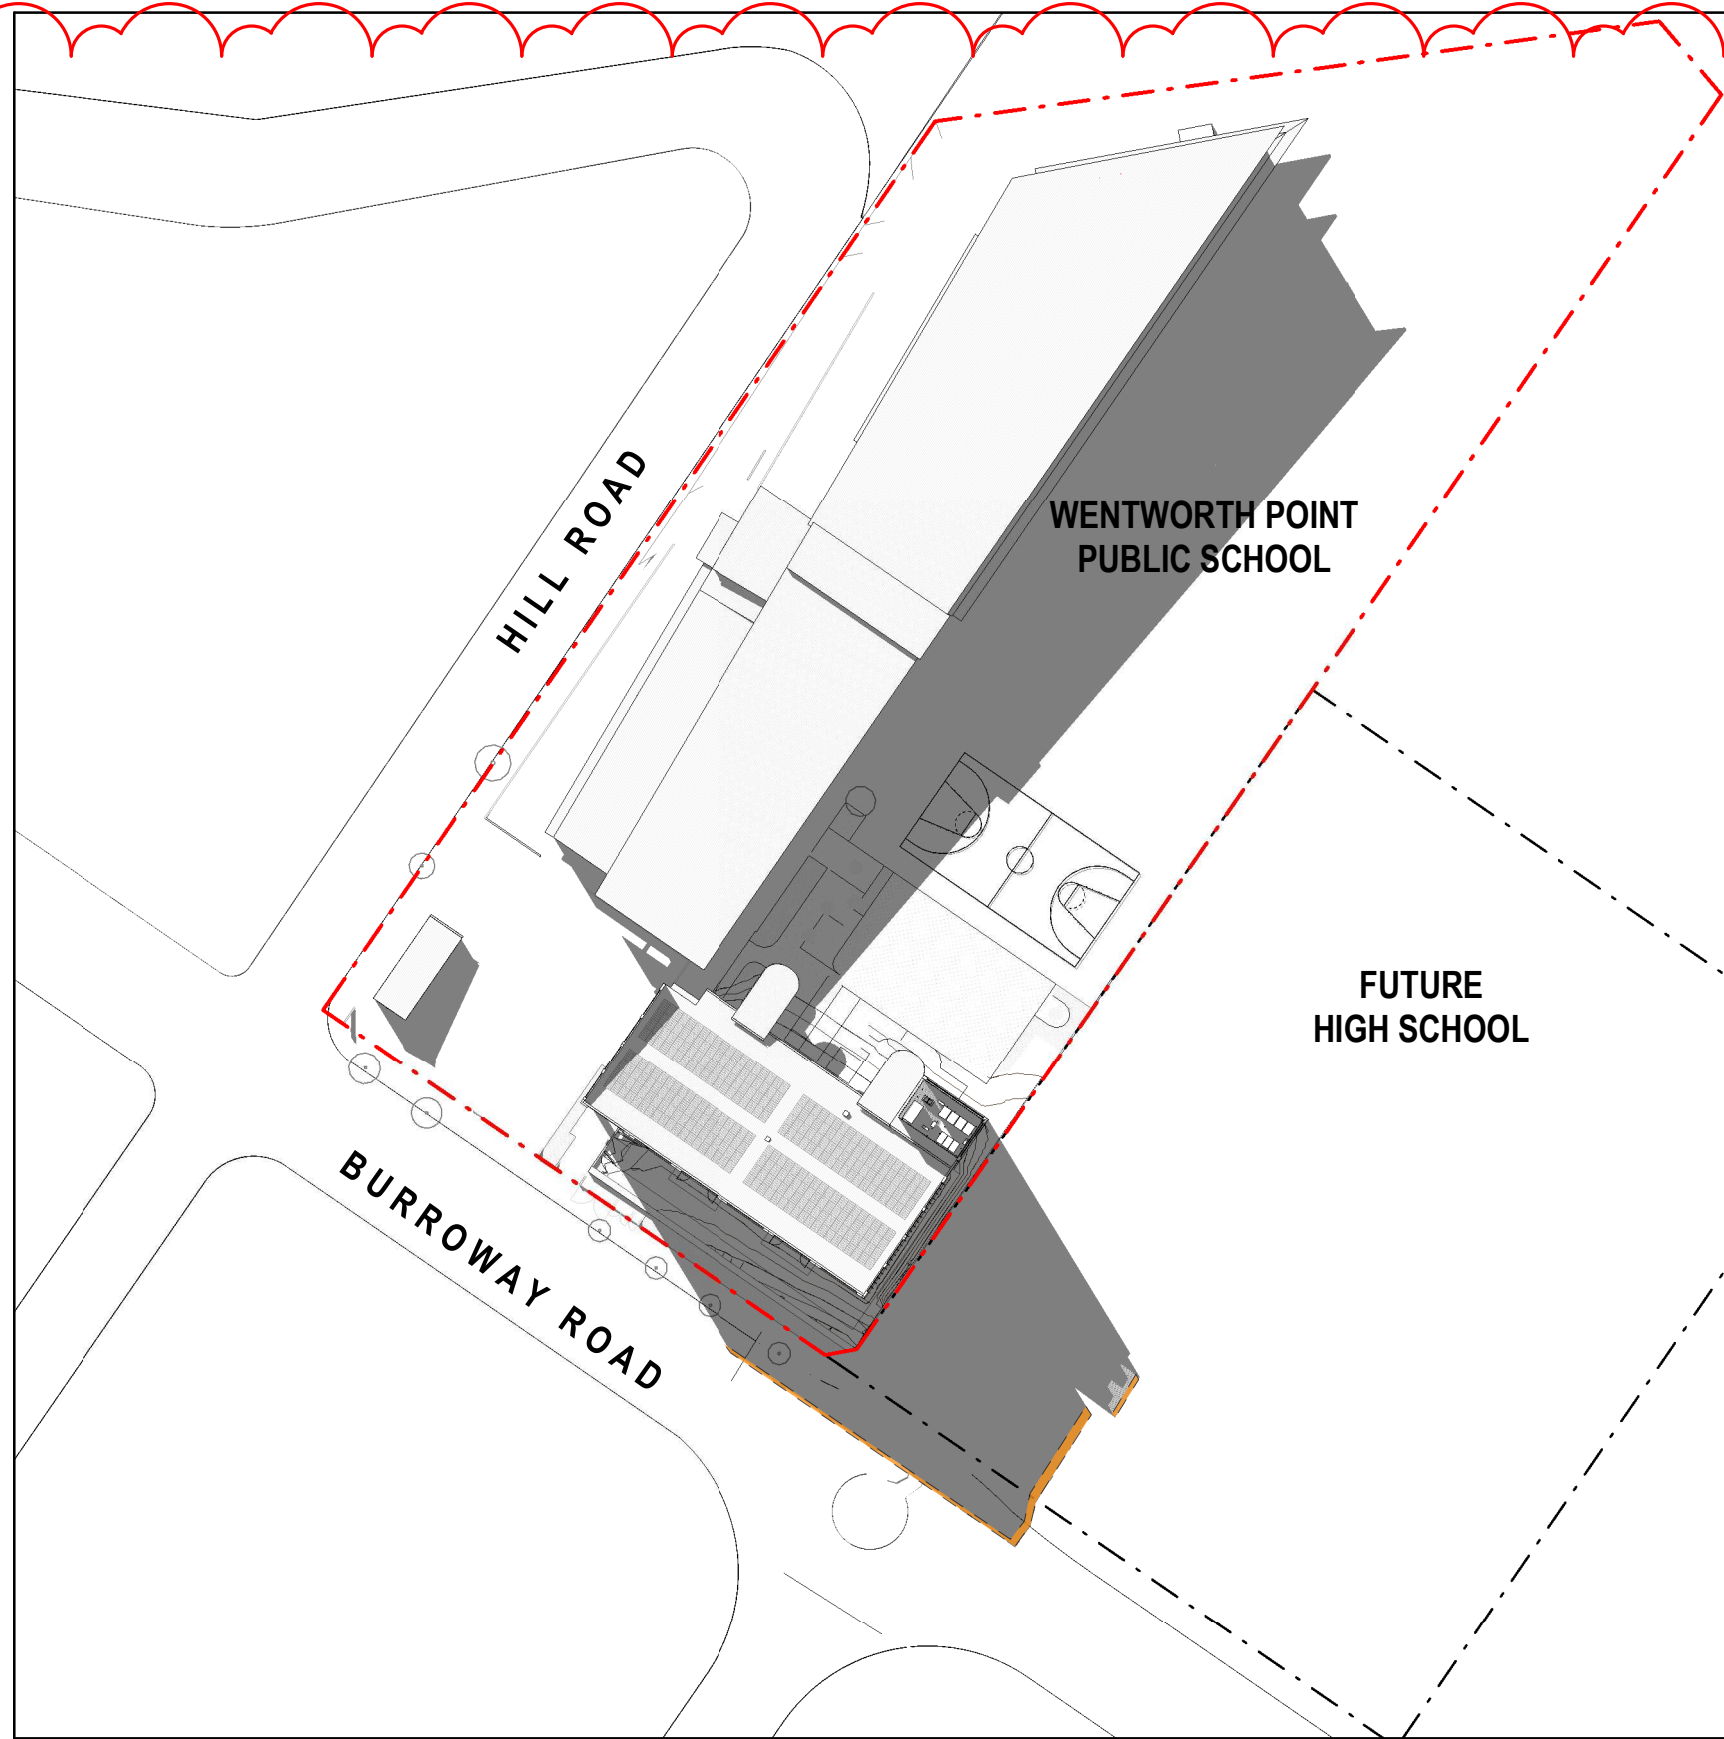 HILL ROAD
WENTWORTH POINT
PUBLIC SCHOOL
FUTURE
HIGH SCHOOL
BURROWAY ROAD